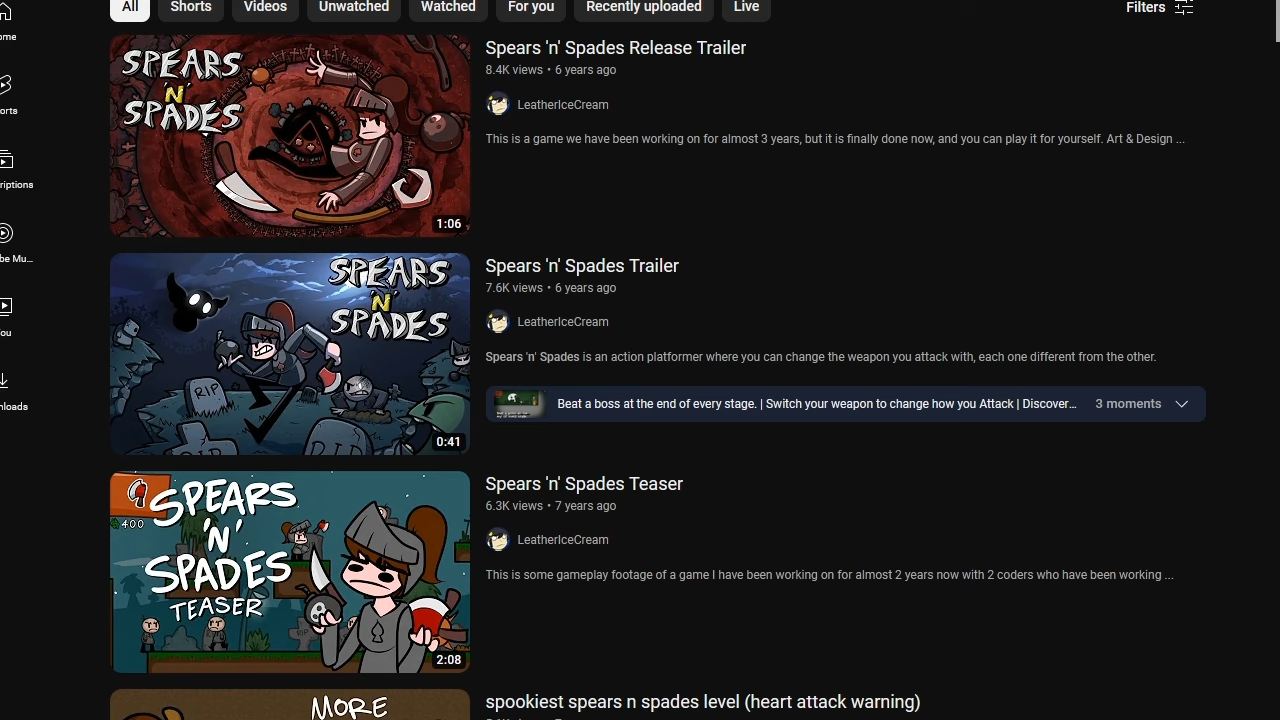 All
Shorts
Videos
Unwatched
Watched
For you
Recently uploaded
Live
Filters
ome
orts
riptions
be Mu...
ou
nloads
SPEARS
'N'
SPADES
1:06
Spears 'n' Spades Release Trailer
8.4K views • 6 years ago
LeatherIceCream
This is a game we have been working on for almost 3 years, but it is finally done now, and you can play it for yourself. Art & Design ...
SPEARS
'N'
SPADES
RIP
0:41
Spears 'n' Spades Trailer
7.6K views • 6 years ago
LeatherIceCream
Spears 'n' Spades is an action platformer where you can change the weapon you attack with, each one different from the other.
Beat a boss at the end of every stage. | Switch your weapon to change how you Attack | Discover...
3 moments
400
SPEARS
'N'
SPADES
TEASER
RIP
2:08
Spears 'n' Spades Teaser
6.3K views • 7 years ago
LeatherIceCream
This is some gameplay footage of a game I have been working on for almost 2 years now with 2 coders who have been working ...
MORE
spookiest spears n spades level (heart attack warning)